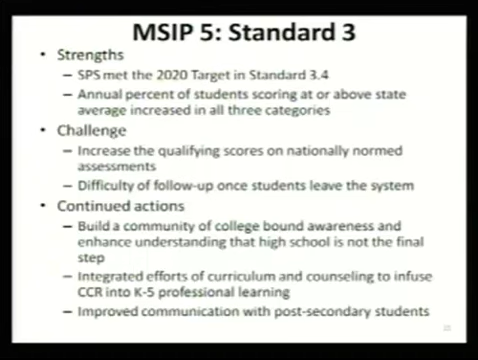 MSIP 5: Standard 3
• Strengths
– SPS met the 2020 Target in Standard 3.4
– Annual percent of students scoring at or above state
average increased in all three categories
• Challenge
– Increase the qualifying scores on nationally normed
assessments
– Difficulty of follow-up once students leave the system
• Continued actions
– Build a community of college bound awareness and
enhance understanding that high school is not the final
step
– Integrated efforts of curriculum and counseling to infuse
CCR into K-5 professional learning
– Improved communication with post-secondary students